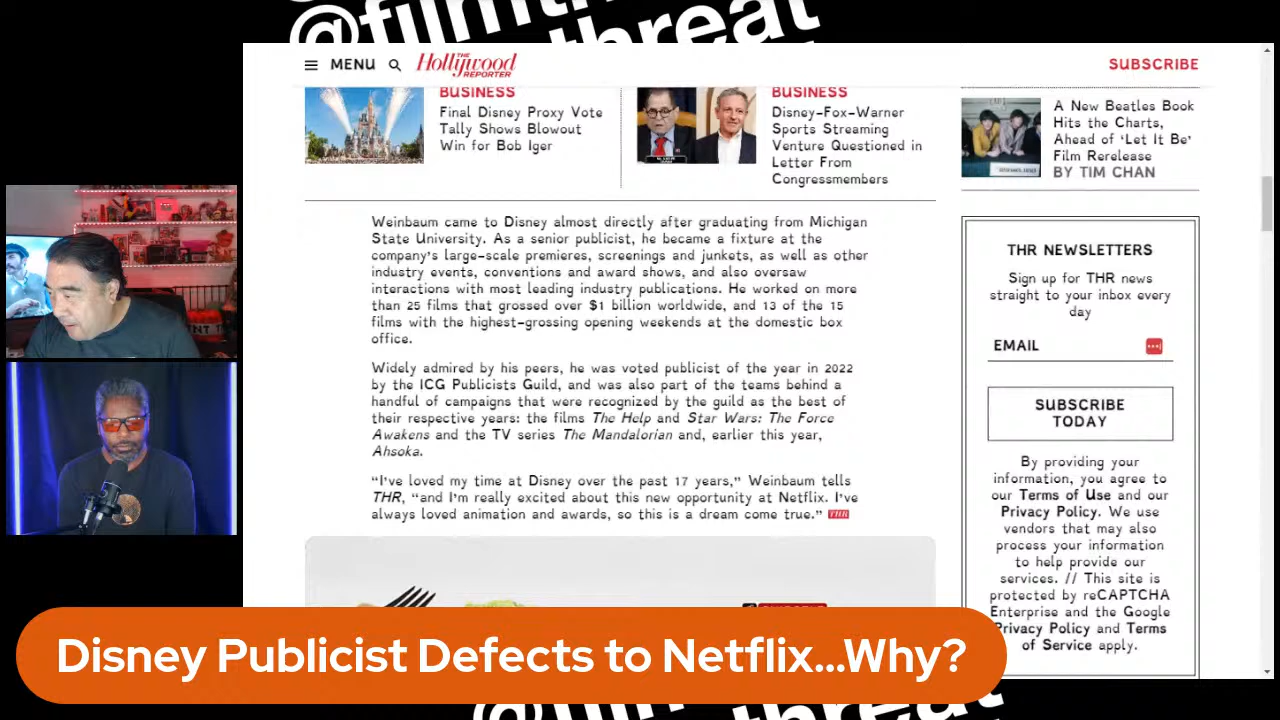 @filmth
threat
MENU
THE
Hollywood
REPORTER
SUBSCRIBE
BUSINESS
Final Disney Proxy Vote
Tally Shows Blowout
Win for Bob Iger
BUSINESS
Disney-Fox-Warner
Sports Streaming
Venture Questioned in
Letter From
Congressmembers
A New Beatles Book
Hits the Charts,
Ahead of ‘Let It Be’
Film Rerelease
BY TIM CHAN
Weinbaum came to Disney almost directly after graduating from Michigan
State University. As a senior publicist, he became a fixture at the
company’s large-scale premieres, screenings and junkets, as well as other
industry events, conventions and award shows, and also oversaw
interactions with most leading industry publications. He worked on more
than 25 films that grossed over $1 billion worldwide, and 13 of the 15
films with the highest-grossing opening weekends at the domestic box
office.
Widely admired by his peers, he was voted publicist of the year in 2022
by the ICG Publicists Guild, and was also part of the teams behind a
handful of campaigns that were recognized by the guild as the best of
their respective years: the films The Help and Star Wars: The Force
Awakens and the TV series The Mandalorian and, earlier this year,
Ahsoka.
“I’ve loved my time at Disney over the past 17 years,” Weinbaum tells
THR, “and I’m really excited about this new opportunity at Netflix. I’ve
always loved animation and awards, so this is a dream come true.” THR
THR NEWSLETTERS
Sign up for THR news
straight to your inbox every
day
EMAIL
SUBSCRIBE
TODAY
By providing your
information, you agree to
our Terms of Use and our
Privacy Policy. We use
vendors that may also
process your information
to help provide our
services. // This site is
protected by reCAPTCHA
Enterprise and the Google
Privacy Policy and Terms
of Service apply.
Disney Publicist Defects to Netflix...Why?
@film
threat